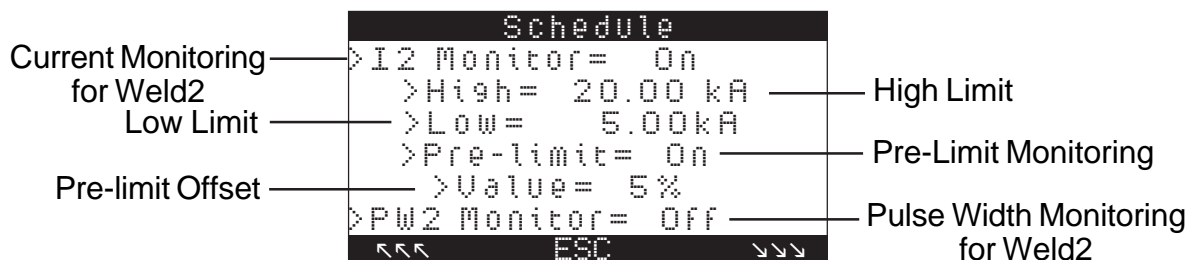 Schedule
Current Monitoring
for Weld2
>I2 Monitor= On
>High= 20.00 kA
High Limit
Low Limit
>Low= 5.00kA
>Pre-limit= On
Pre-Limit Monitoring
Pre-limit Offset
>Value= 5%
>PW2 Monitor= Off
Pulse Width Monitoring
for Weld2
↖↖↖ ESC ↘↘↘